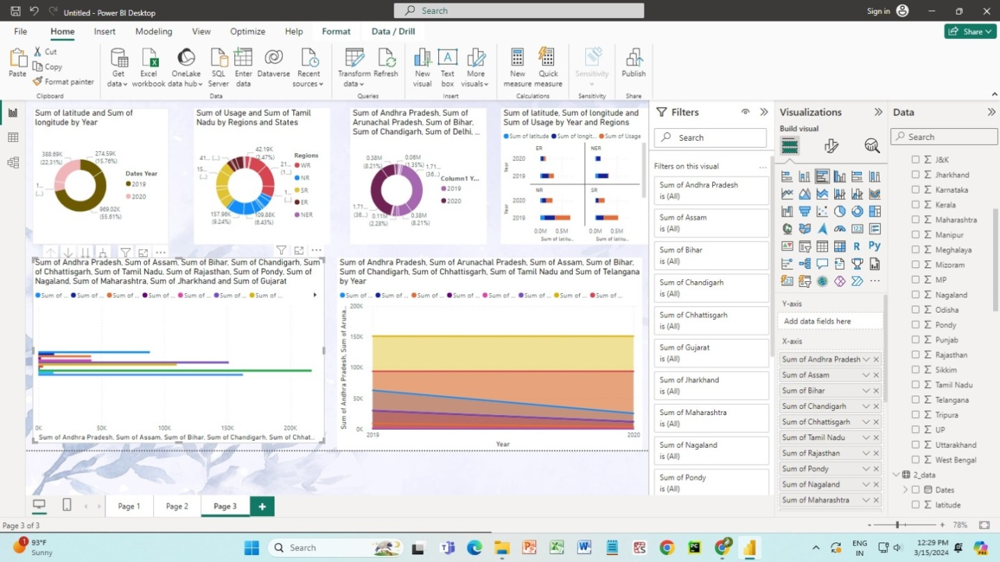 Untitled - Power BI Desktop
Search
Sign in
File Home Insert Modeling View Optimize Help Format Data / Drill
Share
Paste
Cut
Copy
Format painter
Clipboard
Get data
Excel workbook
OneLake data hub
SQL Server
Enter data
Dataverse
Recent sources
Data
Transform data
Refresh
Queries
New visual
Text box
More visuals
Insert
New measure
Quick measure
Calculations
Sensitivity
Sensitivity
Publish
Share
Sum of latitude and Sum of
longitude by Year
388.69K
(22.31%)
274.59K
(15.76%)
1...
(...)
969.02K
(55.61%)
Dates Year
2019
2020
Sum of Usage and Sum of Tamil
Nadu by Regions and States
41... (...)
15...
(...)
42.19K
(2.47%)
21...
(1...)
1...
(...)
157.96K
(9.24%)
109.88K
(6.43%)
Regions
WR
NR
SR
ER
NER
Sum of Andhra Pradesh, Sum of
Arunachal Pradesh, Sum of Bihar,
Sum of Chandigarh, Sum of Delhi, ...
0.38M
(8.21%)
0.06M
(1.35%)
1.71...
(36...)
1.71...
(36...)
0.11M
(2.28%)
0.38M
(8.21%)
Column1 Y...
2019
2020
Sum of latitude, Sum of longitude and
Sum of Usage by Year and Regions
Sum of latitude Sum of longit... Sum of Usage
ER NER
2020
2019
Year
NR SR
2020
2019
Year
0.0M 0.5M 0.0M 0.5M
Sum of latitu... Sum of latitu...
Sum of Andhra Pradesh, Sum of Assam, Sum of Bihar, Sum of Chandigarh, Sum
of Chhattisgarh, Sum of Tamil Nadu, Sum of Rajasthan, Sum of Pondy, Sum of
Nagaland, Sum of Maharashtra, Sum of Jharkhand and Sum of Gujarat
Sum of ... Sum of ... Sum of ... Sum of ... Sum of ... Sum of ... Sum of ...
0K 50K 100K 150K 200K
Sum of Andhra Pradesh, Sum of Assam, Sum of Bihar, Sum of Chandigarh, Sum of Chhat...
Sum of Andhra Pradesh, Sum of Arunachal Pradesh, Sum of Assam, Sum of Bihar,
Sum of Chandigarh, Sum of Chhattisgarh, Sum of Tamil Nadu and Sum of Telangana
by Year
Sum of ... Sum of ... Sum of ... Sum of ... Sum of ... Sum of ... Sum of ... Sum of ...
Sum of Andhra Pradesh, Sum of Aruna...
200K
150K
100K
50K
0K
2019 2020
Year
Filters
Search
Filters on this visual
Sum of Andhra Pradesh
is (All)
Sum of Assam
is (All)
Sum of Bihar
is (All)
Sum of Chandigarh
is (All)
Sum of Chhattisgarh
is (All)
Sum of Gujarat
is (All)
Sum of Jharkhand
is (All)
Sum of Maharashtra
is (All)
Sum of Nagaland
is (All)
Sum of Pondy
is (All)
Visualizations
Build visual
123
R Py
Y-axis
Add data fields here
X-axis
Sum of Andhra Pradesh
Sum of Assam
Sum of Bihar
Sum of Chandigarh
Sum of Chhattisgarh
Sum of Tamil Nadu
Sum of Rajasthan
Sum of Pondy
Sum of Nagaland
Sum of Maharashtra
Data
Search
J&K
Jharkhand
Karnataka
Kerala
Maharashtra
Manipur
Meghalaya
Mizoram
MP
Nagaland
Odisha
Pondy
Punjab
Rajasthan
Sikkim
Tamil Nadu
Telangana
Tripura
UP
Uttarakhand
West Bengal
2_data
Dates
latitude
Page 1 Page 2 Page 3
Page 3 of 3
78%
1
93°F
Sunny
Search
ENG
IN
12:29 PM
3/15/2024
PRE